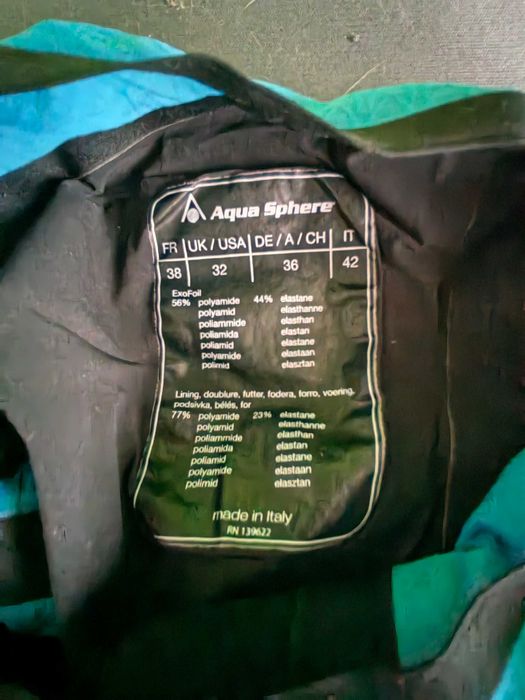 Aqua Sphere
FR UK / USA DE / A / CH IT
38 32 36 42
ExoFoil
56% polyamide 44% elastane
polyamid elasthanne
poliammide elasthan
poliamida elastan
poliamid elastane
polyamide elastaan
polimid elasztan
Lining, doublure, futter, fodera, forro, voering,
podsivka, bélés, for
77% polyamide 23% elastane
polyamid elasthanne
poliammide elasthan
poliamida elastan
poliamid elastane
polyamide elastaan
polimid elasztan
made in Italy
RN 139622